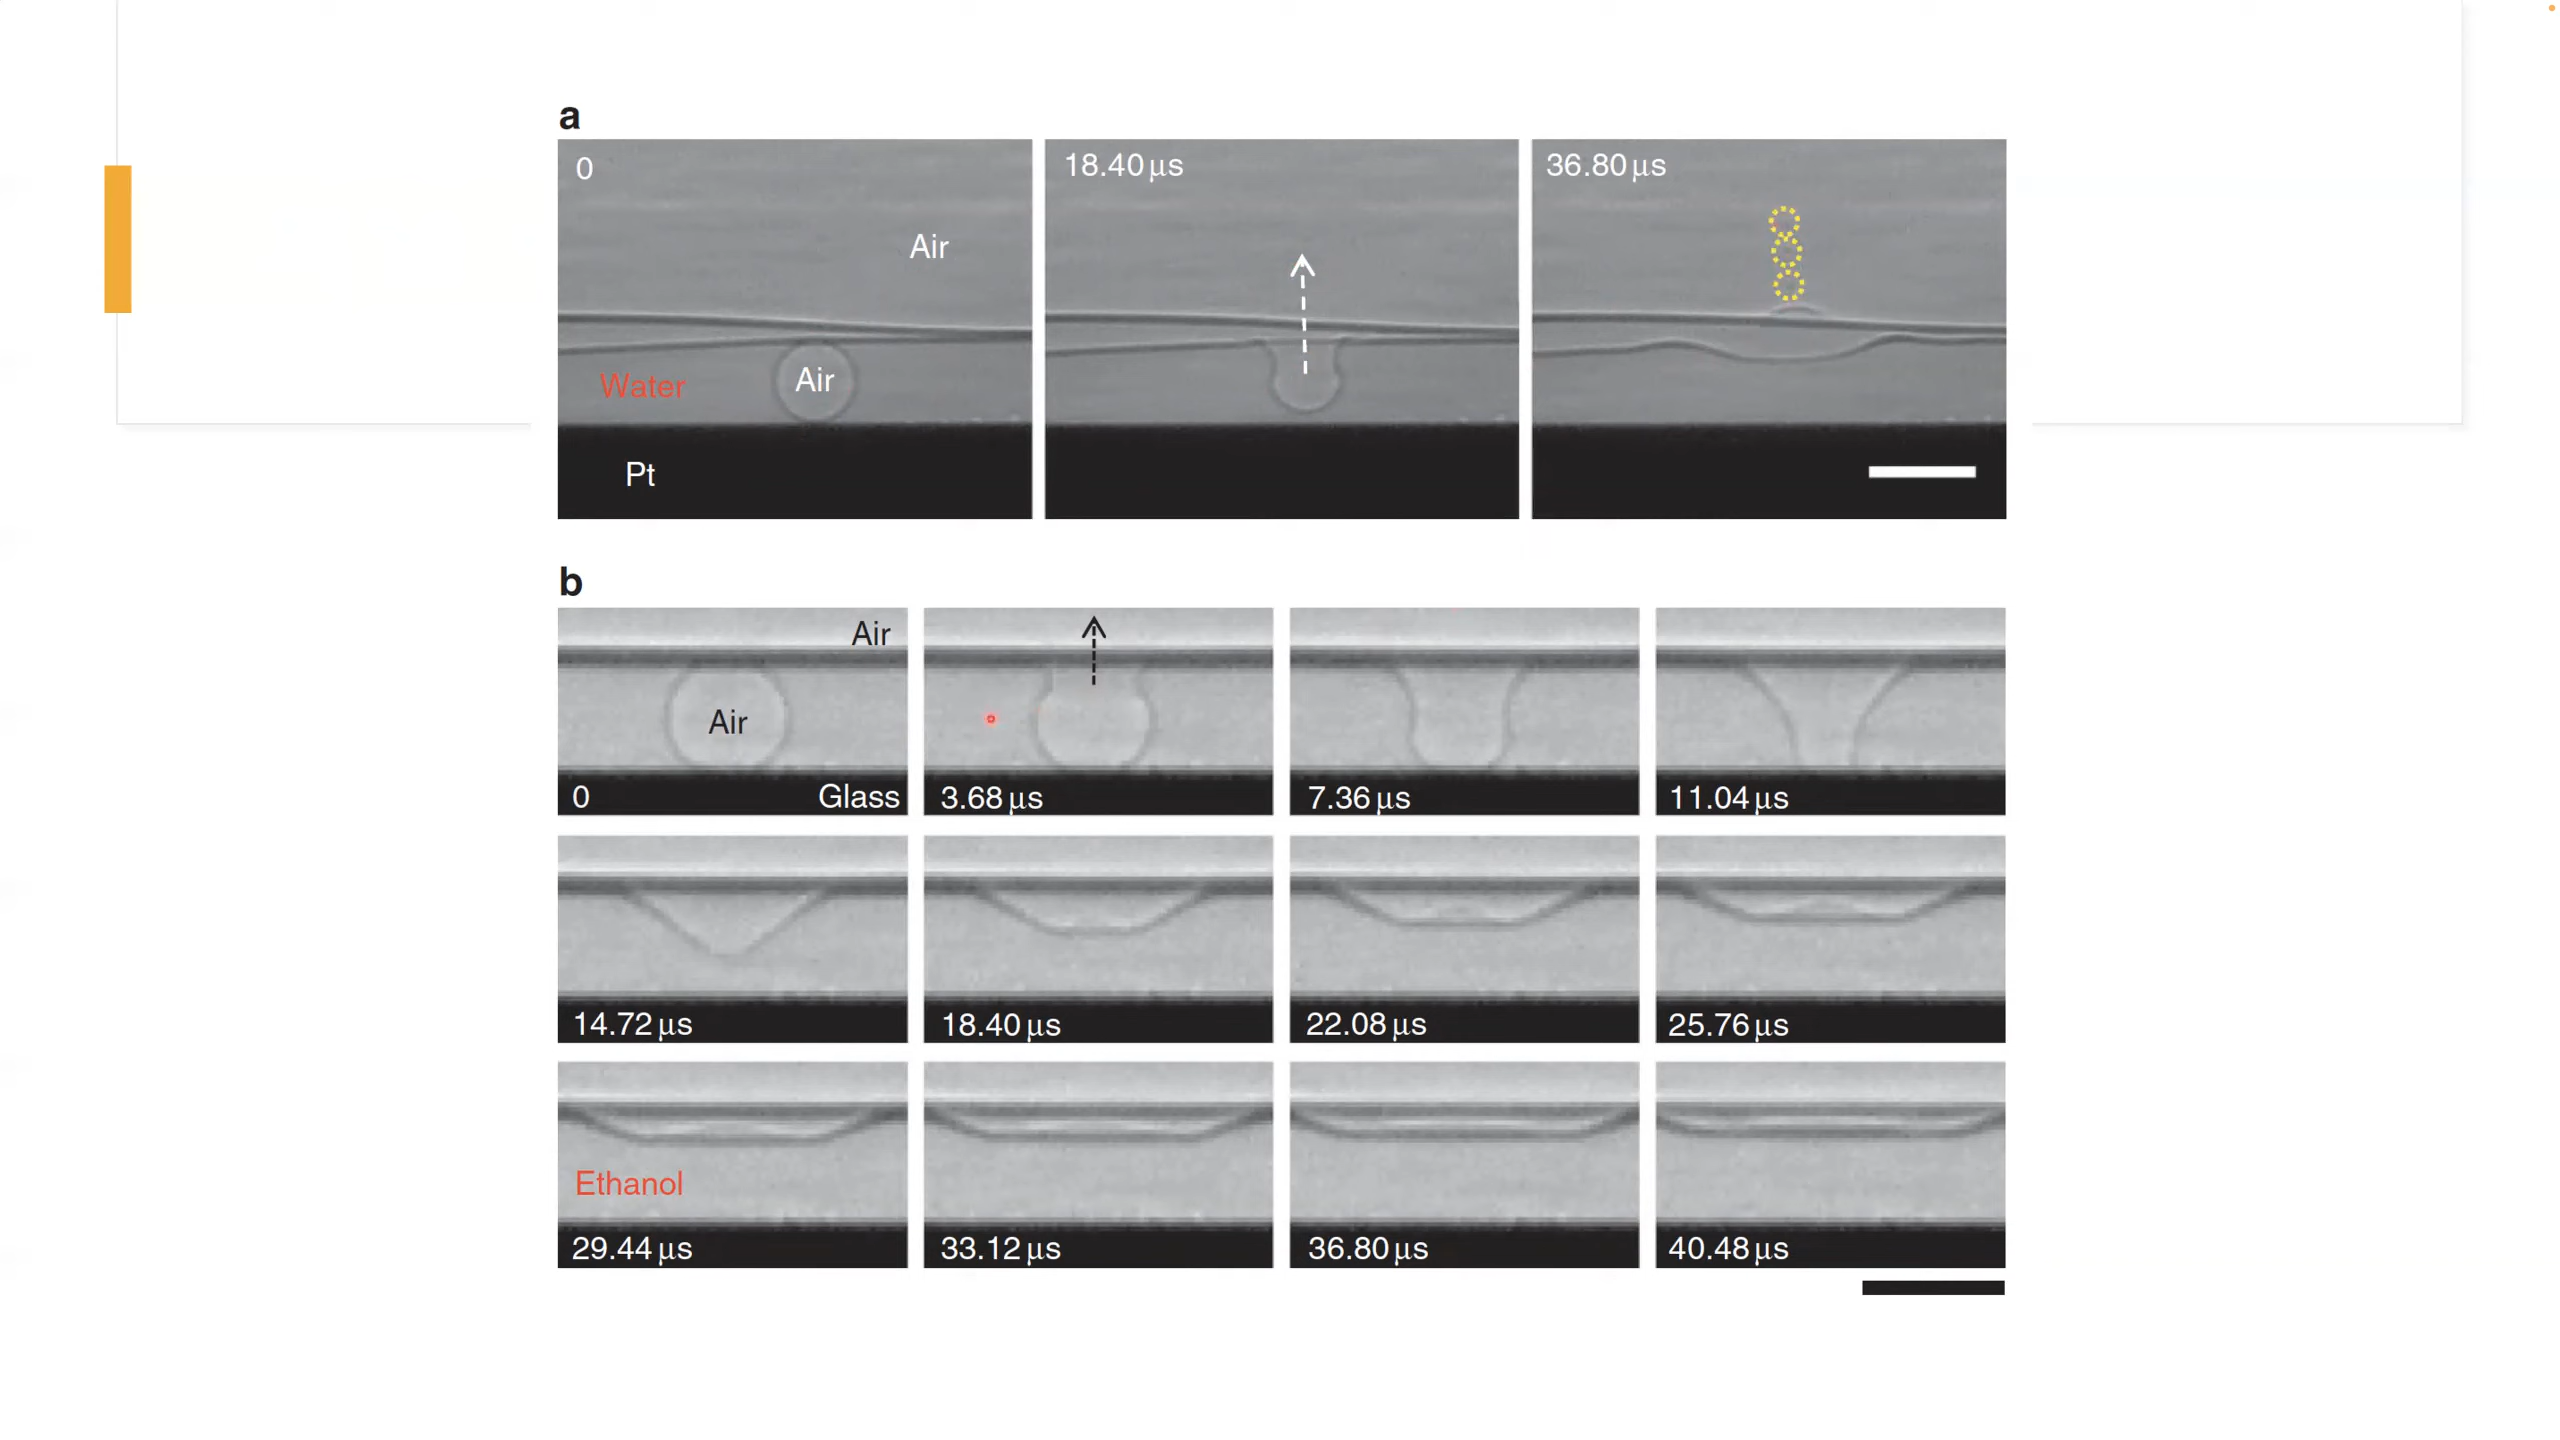 a
0
18.40 µs
36.80 µs
Air
Water
Air
Pt
b
Air
Air
0
Glass
3.68 µs
7.36 µs
11.04 µs
14.72 µs
18.40 µs
22.08 µs
25.76 µs
Ethanol
29.44 µs
33.12 µs
36.80 µs
40.48 µs